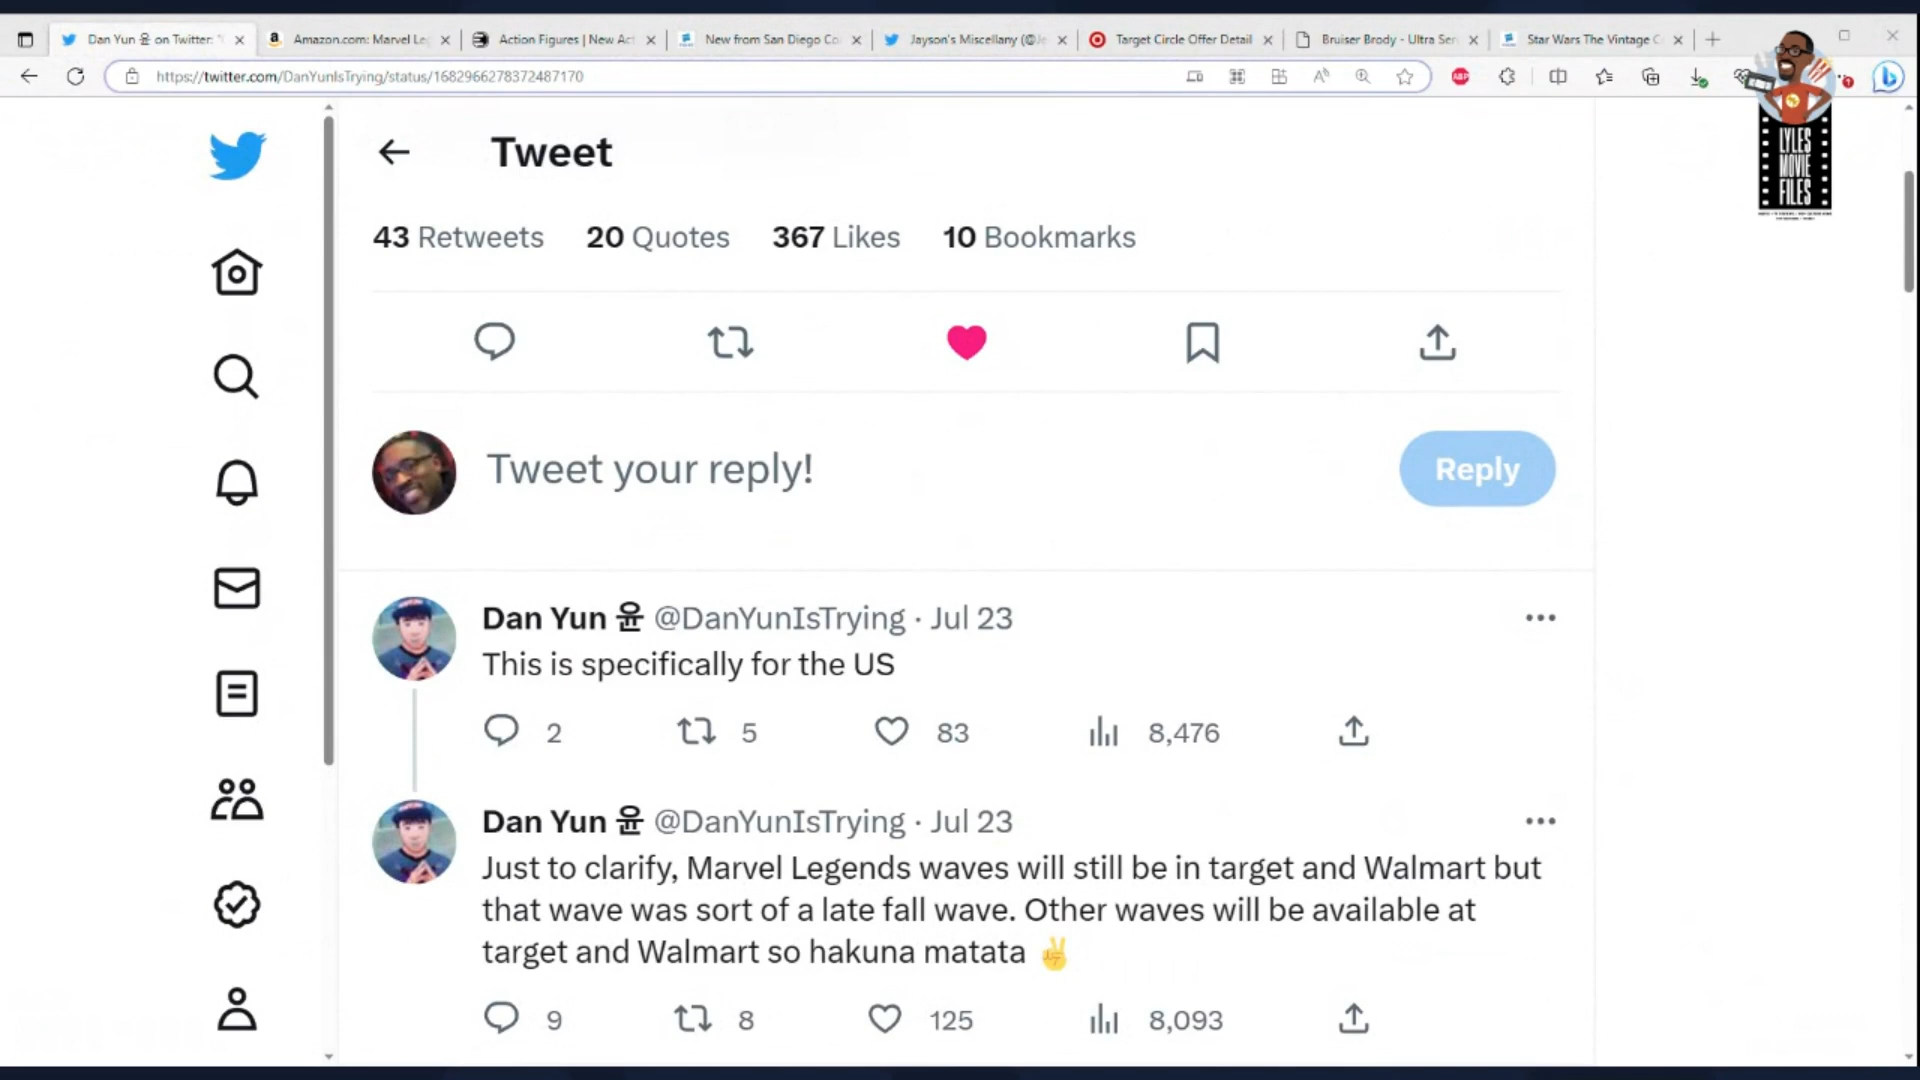 Dan Yun 윤 on Twitter: "
Amazon.com: Marvel Le
Action Figures | New Act
New from San Diego Co
Jayson's Miscellany (@Je
Target Circle Offer Detail
Bruiser Brody - Ultra Ser
Star Wars The Vintage C
https://twitter.com/DanYunIsTrying/status/1682966278372487170
ABP
LYLES
MOVIE
FILES
Tweet
43 Retweets 20 Quotes 367 Likes 10 Bookmarks
Tweet your reply!
Reply
Dan Yun 윤 @DanYunIsTrying · Jul 23
This is specifically for the US
2 5 83 8,476
Dan Yun 윤 @DanYunIsTrying · Jul 23
Just to clarify, Marvel Legends waves will still be in target and Walmart but
that wave was sort of a late fall wave. Other waves will be available at
target and Walmart so hakuna matata ✌️
9 8 125 8,093